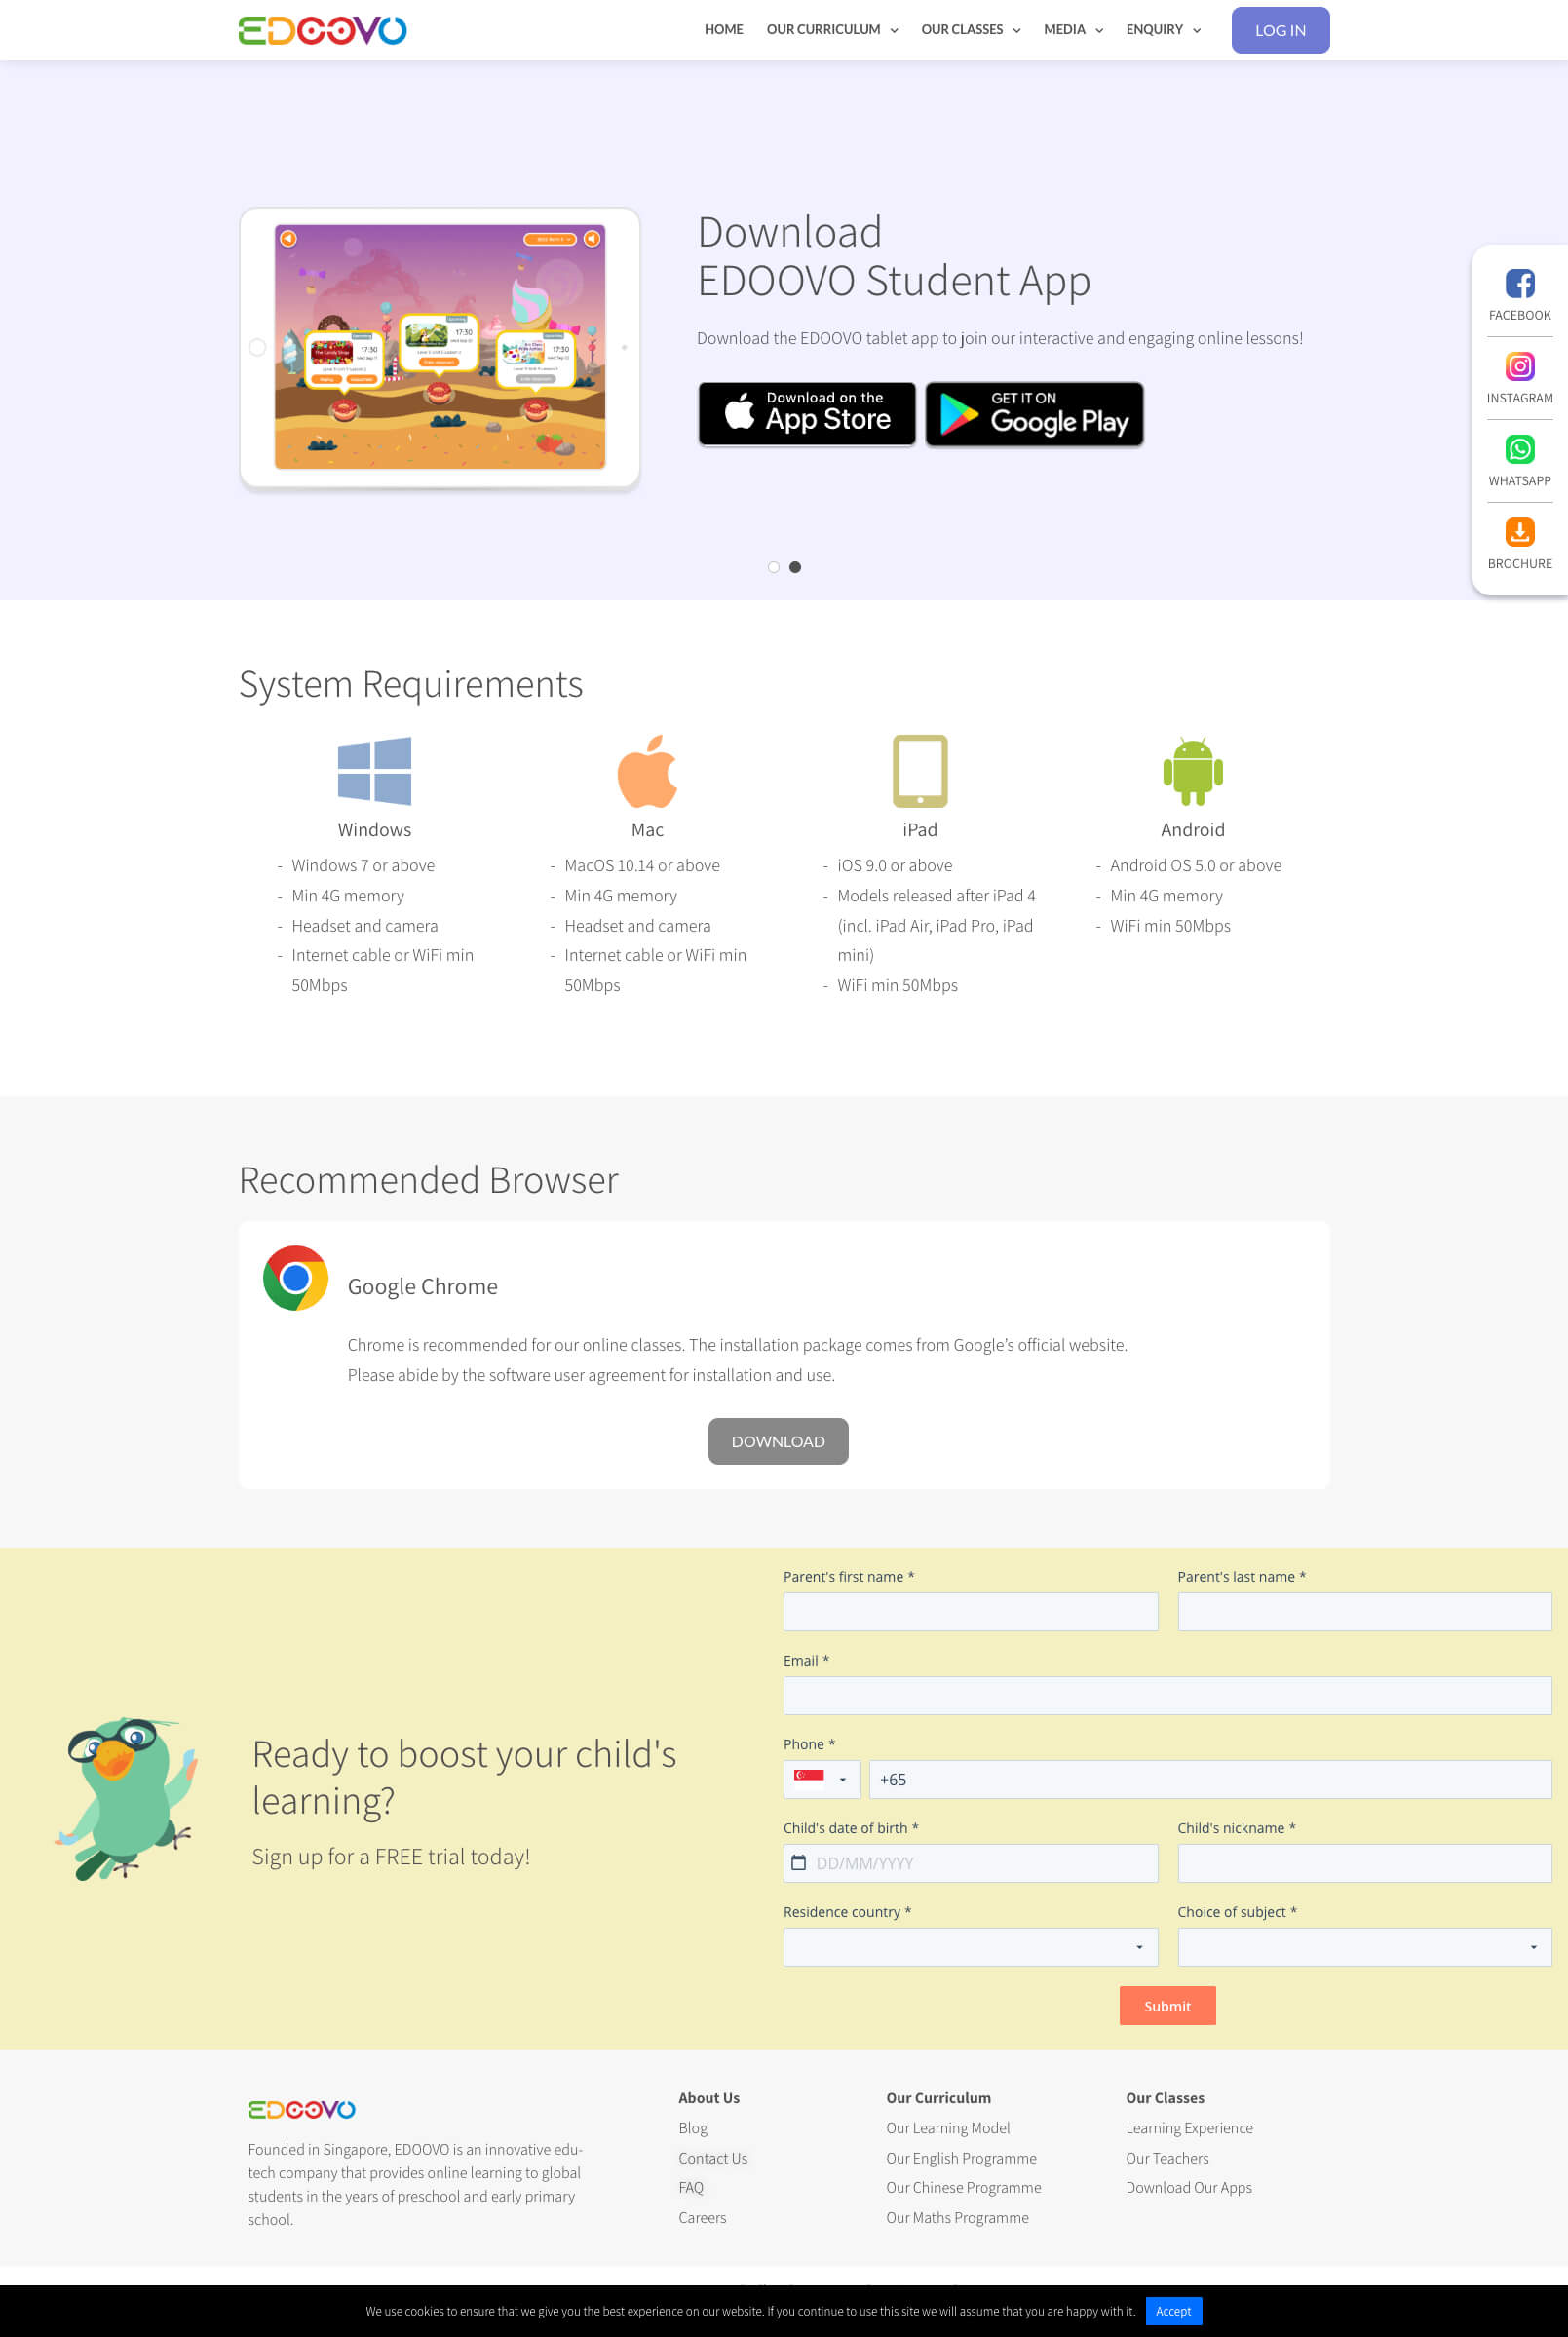 EDOOVO
HOME OUR CURRICULUM OUR CLASSES MEDIA ENQUIRY LOG IN
17:30
17:30
17:30
The Candy Shop
Download
EDOOVO Student App
Download the EDOOVO tablet app to join our interactive and engaging online lessons!
Download on the
App Store
GET IT ON
Google Play
FACEBOOK
INSTAGRAM
WHATSAPP
BROCHURE
System Requirements
Windows
- Windows 7 or above
- Min 4G memory
- Headset and camera
- Internet cable or WiFi min
50Mbps
Mac
- MacOS 10.14 or above
- Min 4G memory
- Headset and camera
- Internet cable or WiFi min
50Mbps
iPad
- iOS 9.0 or above
- Models released after iPad 4
(incl. iPad Air, iPad Pro, iPad
mini)
- WiFi min 50Mbps
Android
- Android OS 5.0 or above
- Min 4G memory
- WiFi min 50Mbps
Recommended Browser
Google Chrome
Chrome is recommended for our online classes. The installation package comes from Google’s official website.
Please abide by the software user agreement for installation and use.
DOWNLOAD
Ready to boost your child's
learning?
Sign up for a FREE trial today!
Parent's first name *
Parent's last name *
Email *
Phone *
+65
Child's date of birth *
DD/MM/YYYY
Child's nickname *
Residence country *
Choice of subject *
Submit
EDOOVO
Founded in Singapore, EDOOVO is an innovative edu-
tech company that provides online learning to global
students in the years of preschool and early primary
school.
About Us
Blog
Contact Us
FAQ
Careers
Our Curriculum
Our Learning Model
Our English Programme
Our Chinese Programme
Our Maths Programme
Our Classes
Learning Experience
Our Teachers
Download Our Apps
We use cookies to ensure that we give you the best experience on our website. If you continue to use this site we will assume that you are happy with it. Accept